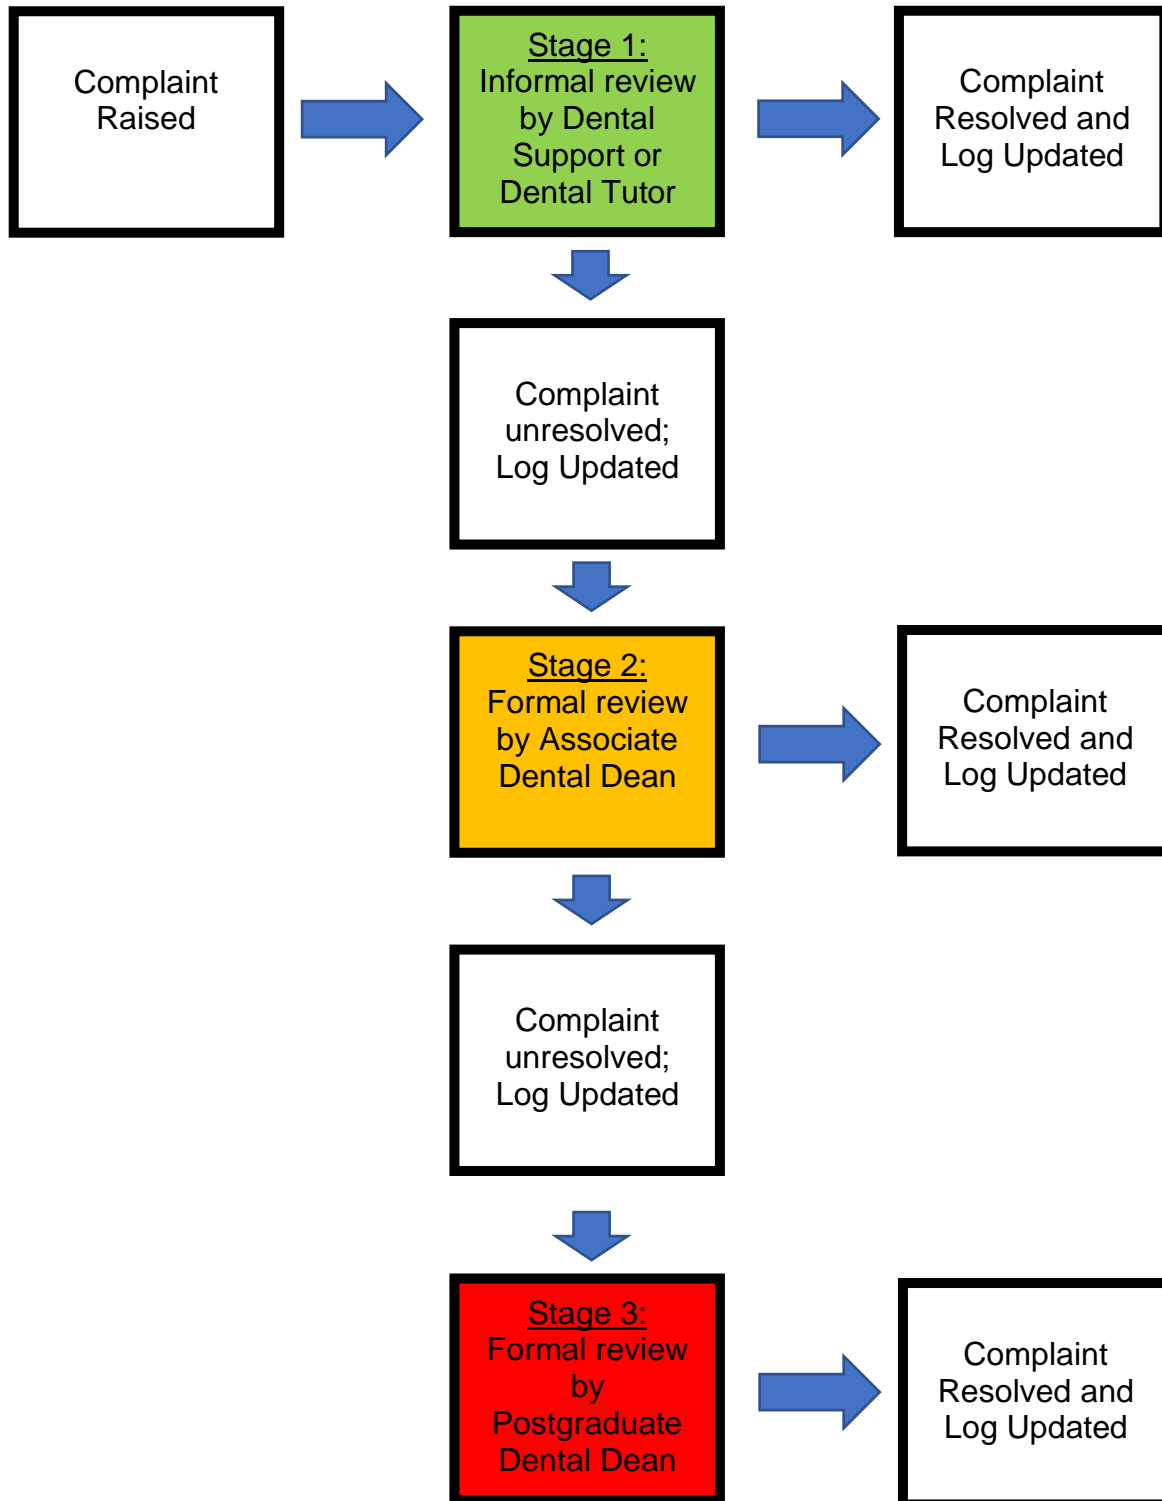 Complaint
Raised
Stage 1:
Informal review
by Dental
Support or
Dental Tutor
Complaint
Resolved and
Log Updated
Complaint
unresolved;
Log Updated
Stage 2:
Formal review
by Associate
Dental Dean
Complaint
Resolved and
Log Updated
Complaint
unresolved;
Log Updated
Stage 3:
Formal review
by
Postgraduate
Dental Dean
Complaint
Resolved and
Log Updated